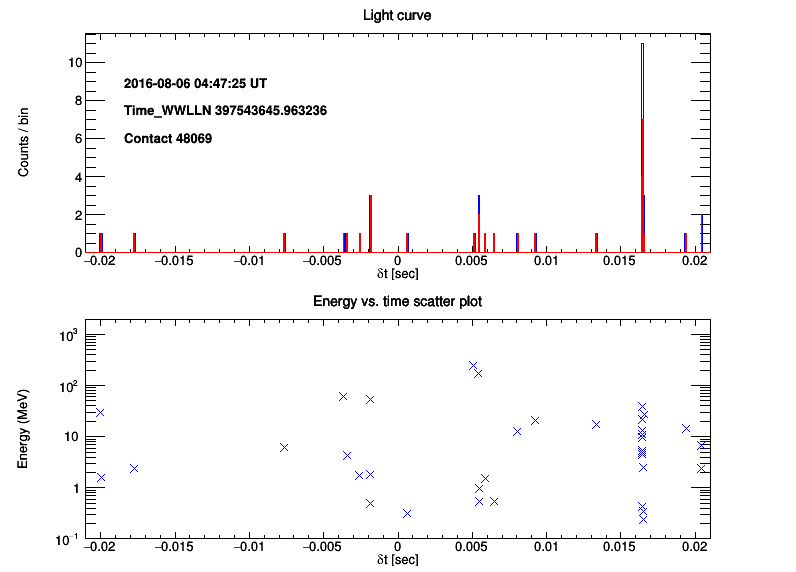 Light curve
Counts / bin
10
8
6
4
2
0
2016-08-06 04:47:25 UT
Time_WWLLN 397543645.963236
Contact 48069
−0.02 −0.015 −0.01 −0.005 0 0.005 0.01 0.015 0.02
δt [sec]
Energy vs. time scatter plot
Energy (MeV)
10³
10²
10
1
10⁻¹
−0.02 −0.015 −0.01 −0.005 0 0.005 0.01 0.015 0.02
δt [sec]